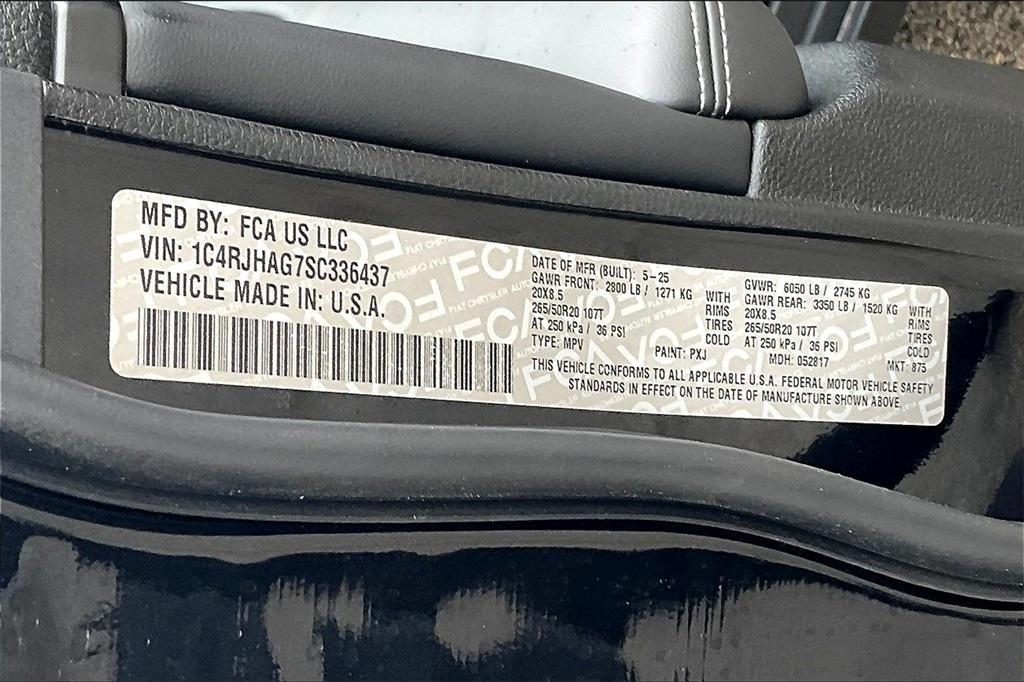 MFD BY: FCA US LLC
VIN: 1C4RJHAG7SC336437
VEHICLE MADE IN: U.S.A.
DATE OF MFR (BUILT): 5-25
GAWR FRONT: 2800 LB / 1271 KG WITH
20X8.5 RIMS
265/50R20 107T TIRES
AT 250 kPa / 36 PSI COLD
TYPE: MPV PAINT: PXJ
GVWR: 6050 LB / 2745 KG
GAWR REAR: 3350 LB / 1520 KG WITH
20X8.5 RIMS
265/50R20 107T TIRES
AT 250 kPa / 36 PSI COLD
MDH: 052817 MKT: 875
THIS VEHICLE CONFORMS TO ALL APPLICABLE U.S.A. FEDERAL MOTOR VEHICLE SAFETY
STANDARDS IN EFFECT ON THE DATE OF MANUFACTURE SHOWN ABOVE.